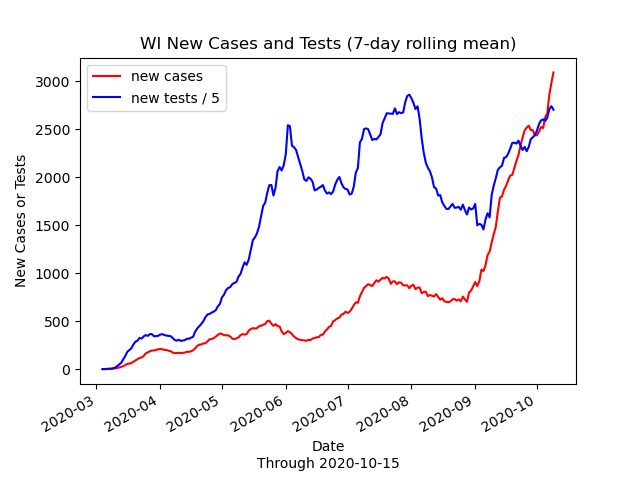 WI New Cases and Tests (7-day rolling mean)
new cases
new tests / 5
New Cases or Tests
3000
2500
2000
1500
1000
500
0
2020-03
2020-04
2020-05
2020-06
2020-07
2020-08
2020-09
2020-10
Date
Through 2020-10-15